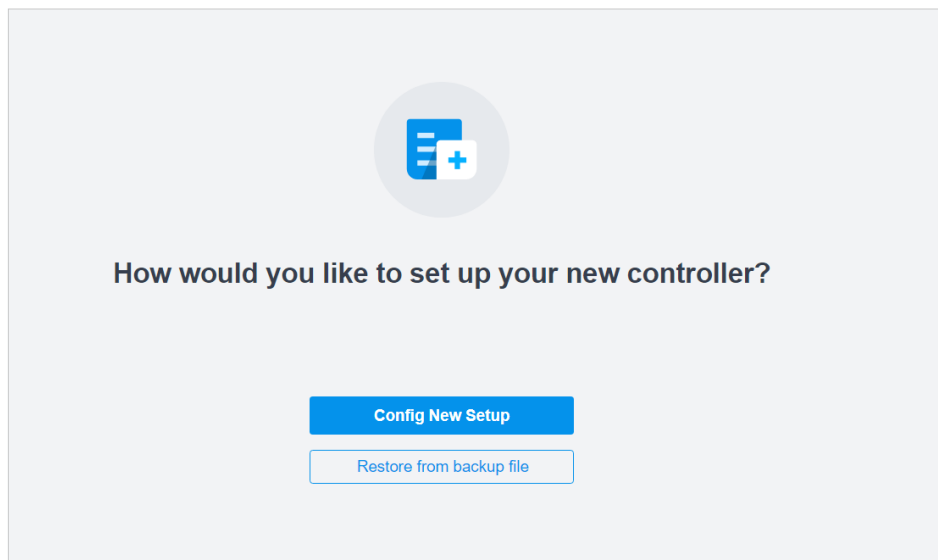 How would you like to set up your new controller?
Config New Setup
Restore from backup file